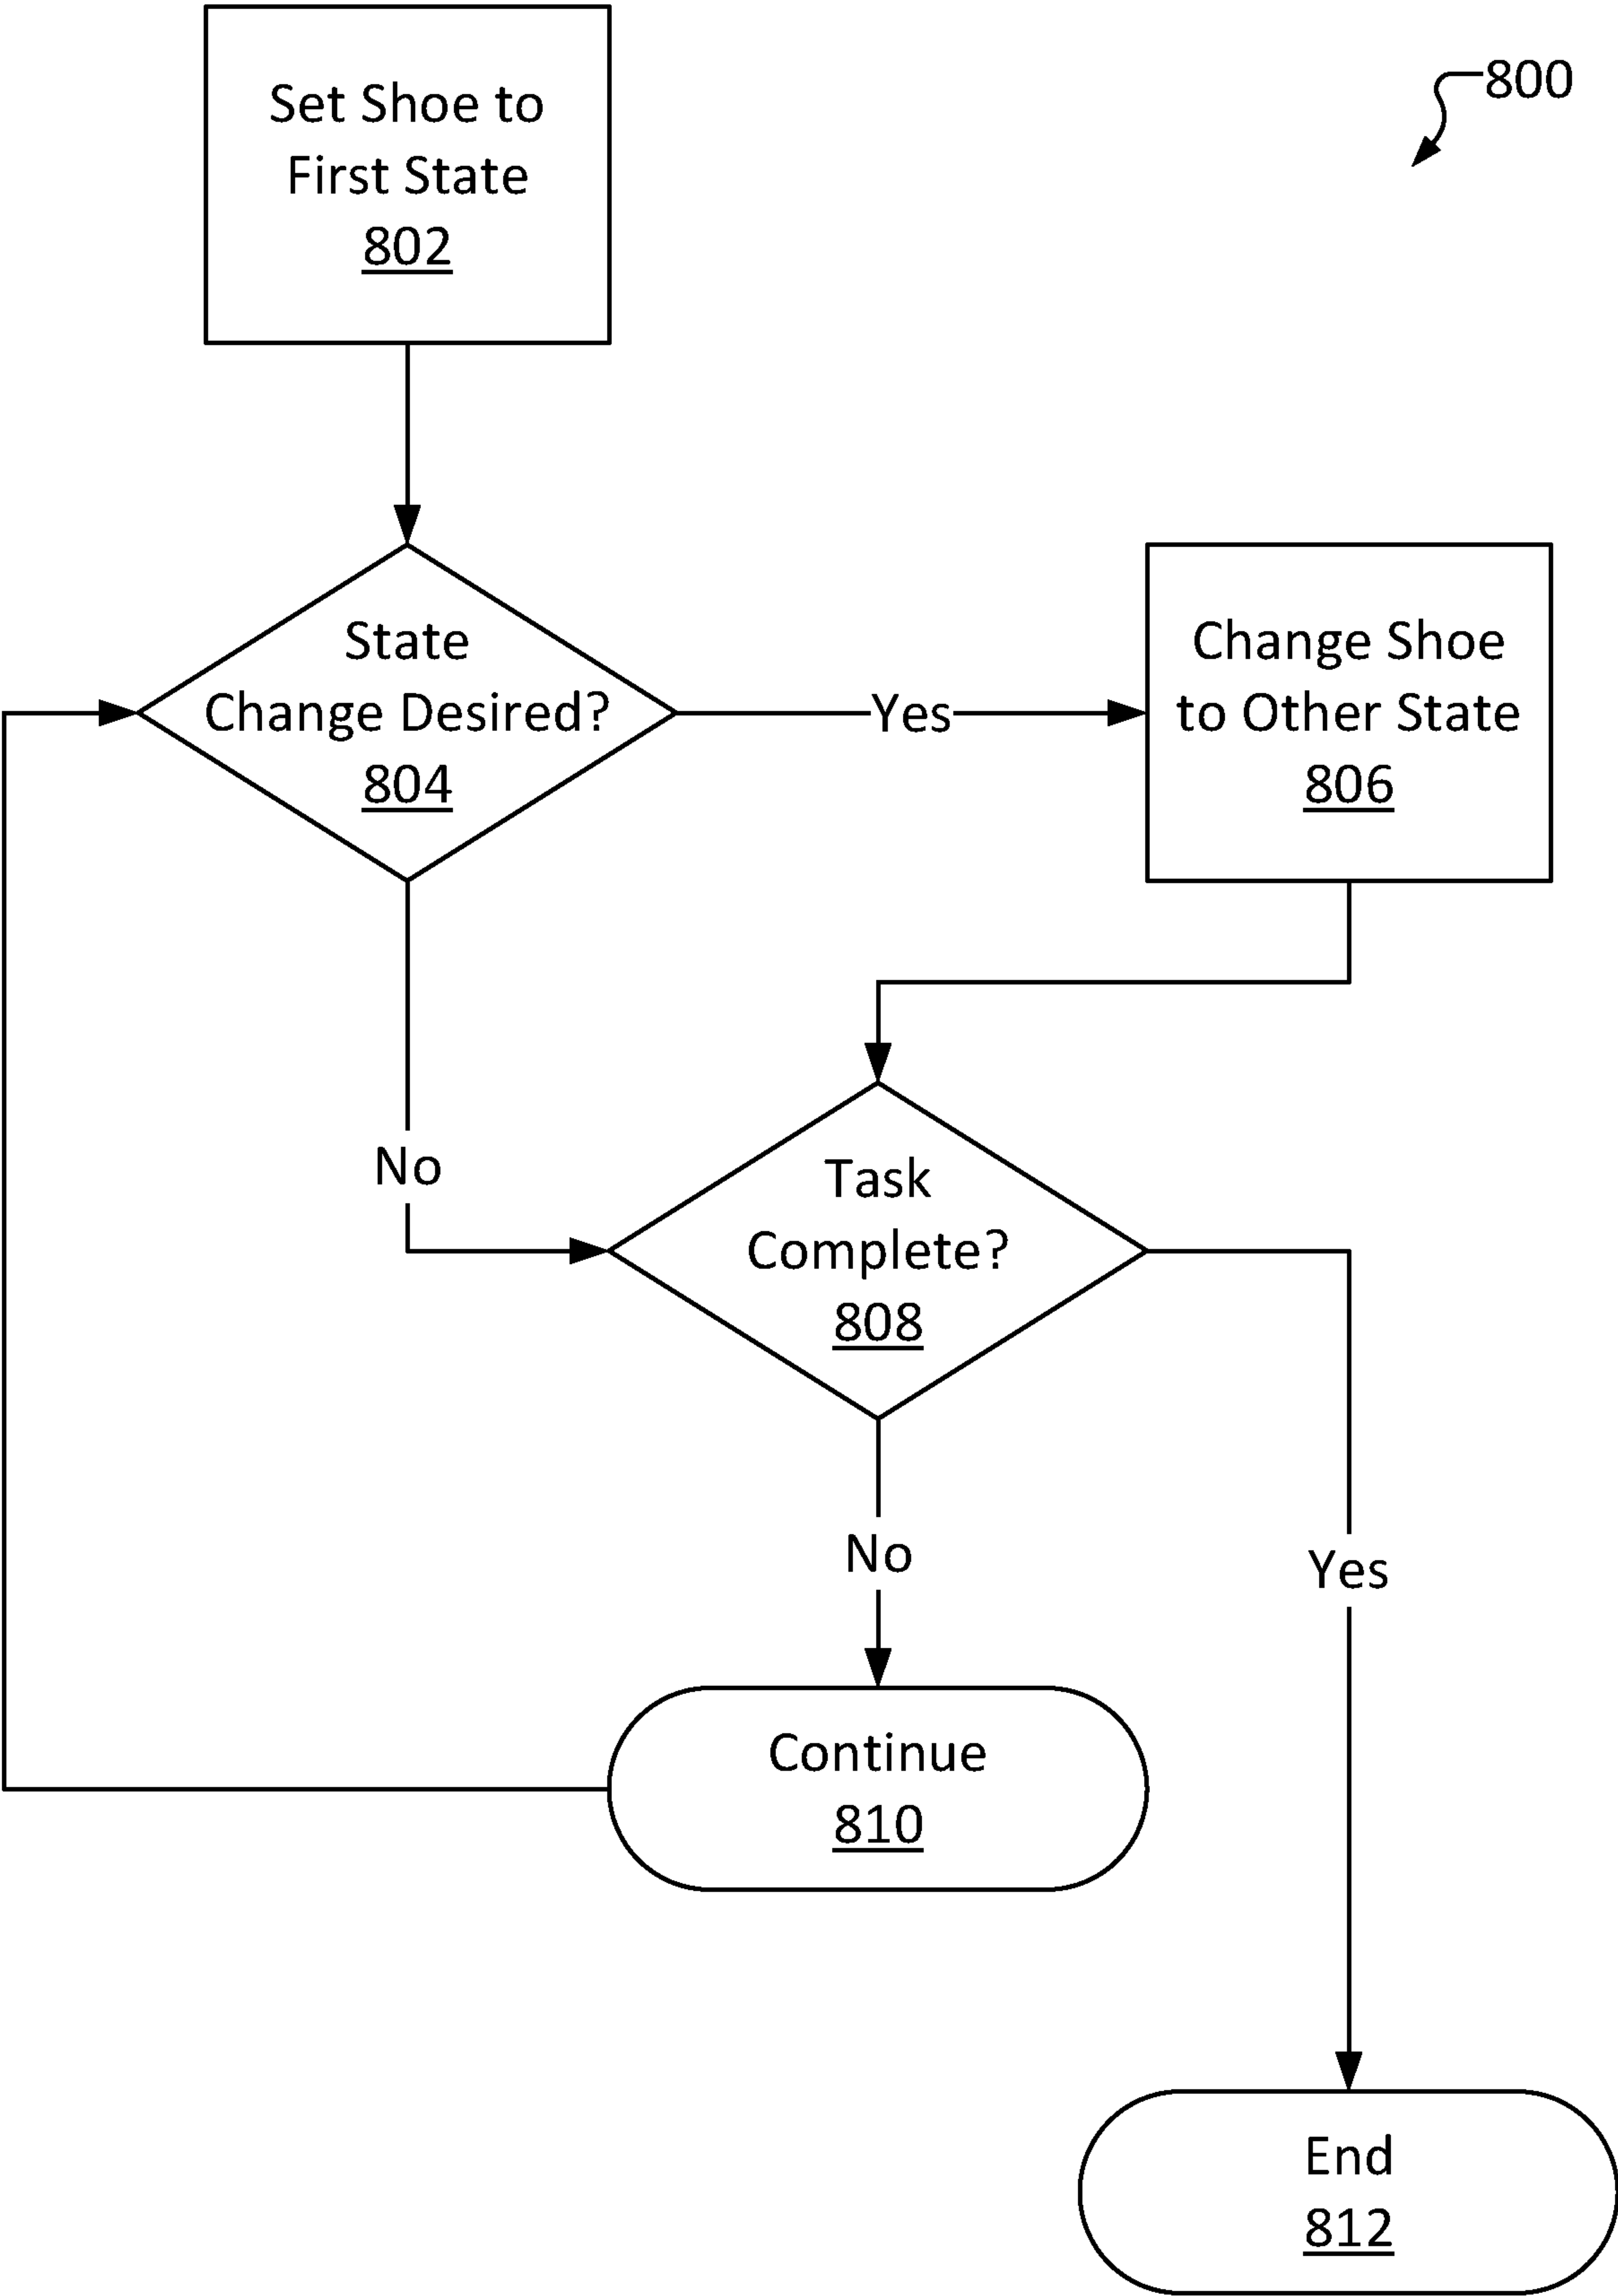 Set Shoe to
First State
802
800
State
Change Desired?
804
Yes
Change Shoe
to Other State
806
No
Task
Complete?
808
No
Yes
Continue
810
End
812